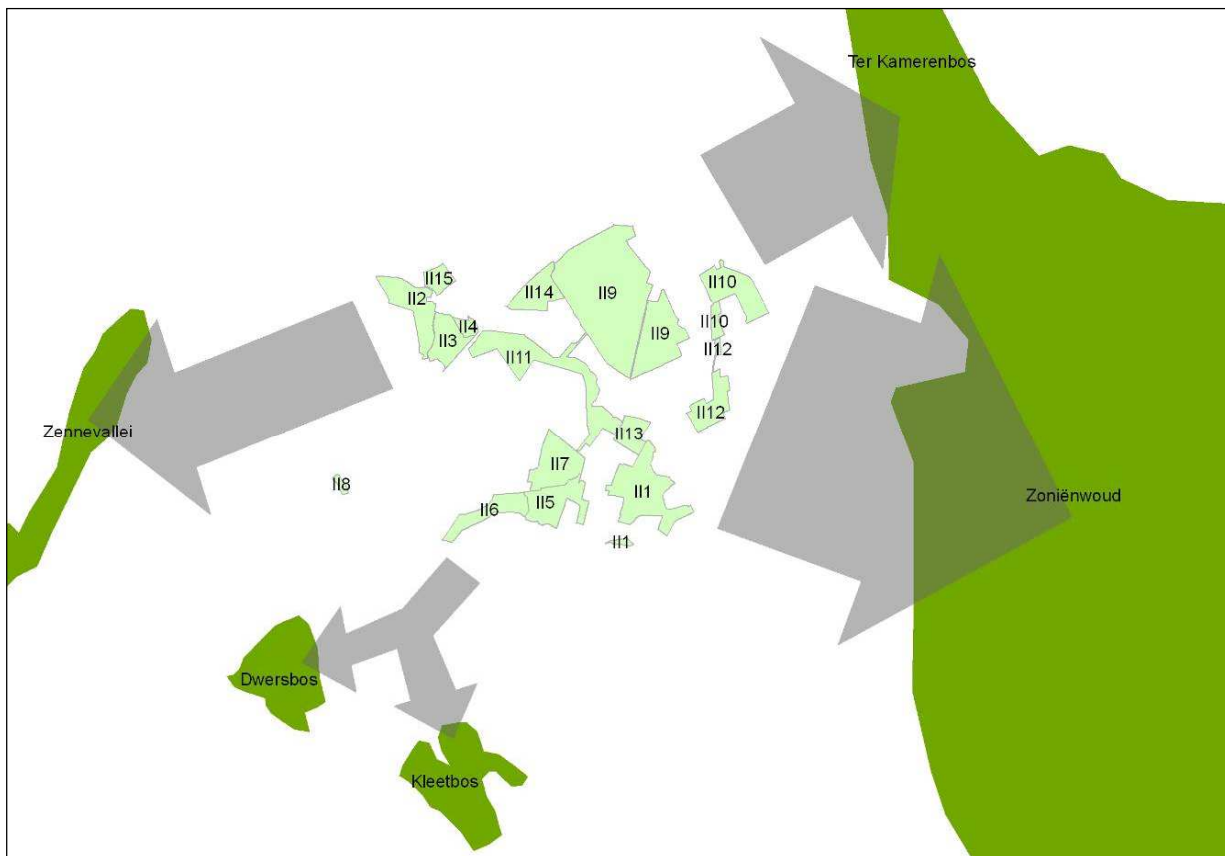 Ter Kamerenbos
II15
II2
II14
II9
II10
II4
II3
II9
II10
II11
II12
Zennevallei
II13
II12
II7
II8
II1
Zoniënwoud
II6
II5
II1
Dwersbos
Kleetbos